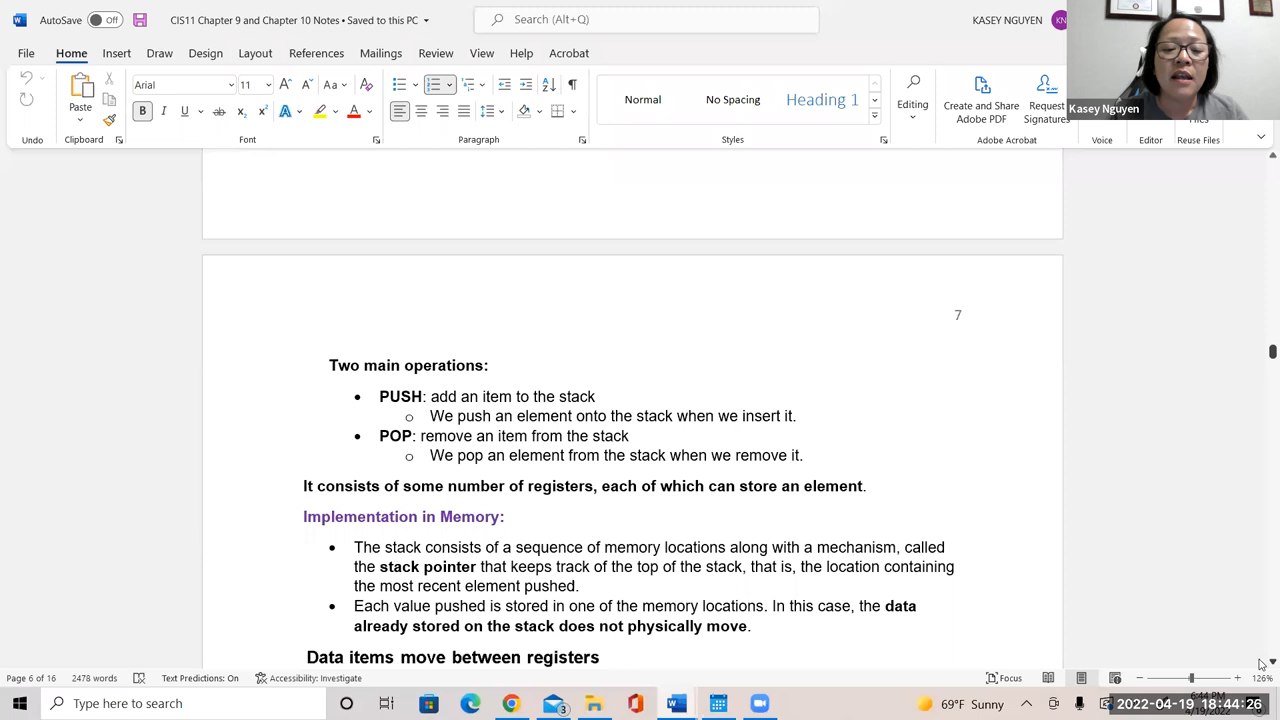 AutoSave Off CIS11 Chapter 9 and Chapter 10 Notes • Saved to this PC Search (Alt+Q) KASEY NGUYEN KN
File Home Insert Draw Design Layout References Mailings Review View Help Acrobat
Arial 11 Aa A
Paste B I U ab x2 x2 A A
Normal No Spacing Heading 1
Editing Create and Share Adobe PDF Request Signatures
Kasey Nguyen
Files
Undo Clipboard Font Paragraph Styles Adobe Acrobat Voice Editor Reuse Files
7
Two main operations:
• PUSH: add an item to the stack
o We push an element onto the stack when we insert it.
• POP: remove an item from the stack
o We pop an element from the stack when we remove it.
It consists of some number of registers, each of which can store an element.
Implementation in Memory:
• The stack consists of a sequence of memory locations along with a mechanism, called
the stack pointer that keeps track of the top of the stack, that is, the location containing
the most recent element pushed.
• Each value pushed is stored in one of the memory locations. In this case, the data
already stored on the stack does not physically move.
Data items move between registers
Page 6 of 16 2478 words Text Predictions: On Accessibility: Investigate Focus 126%
Type here to search 3 69°F Sunny 6:44 PM
2022-04-19 18:44:26